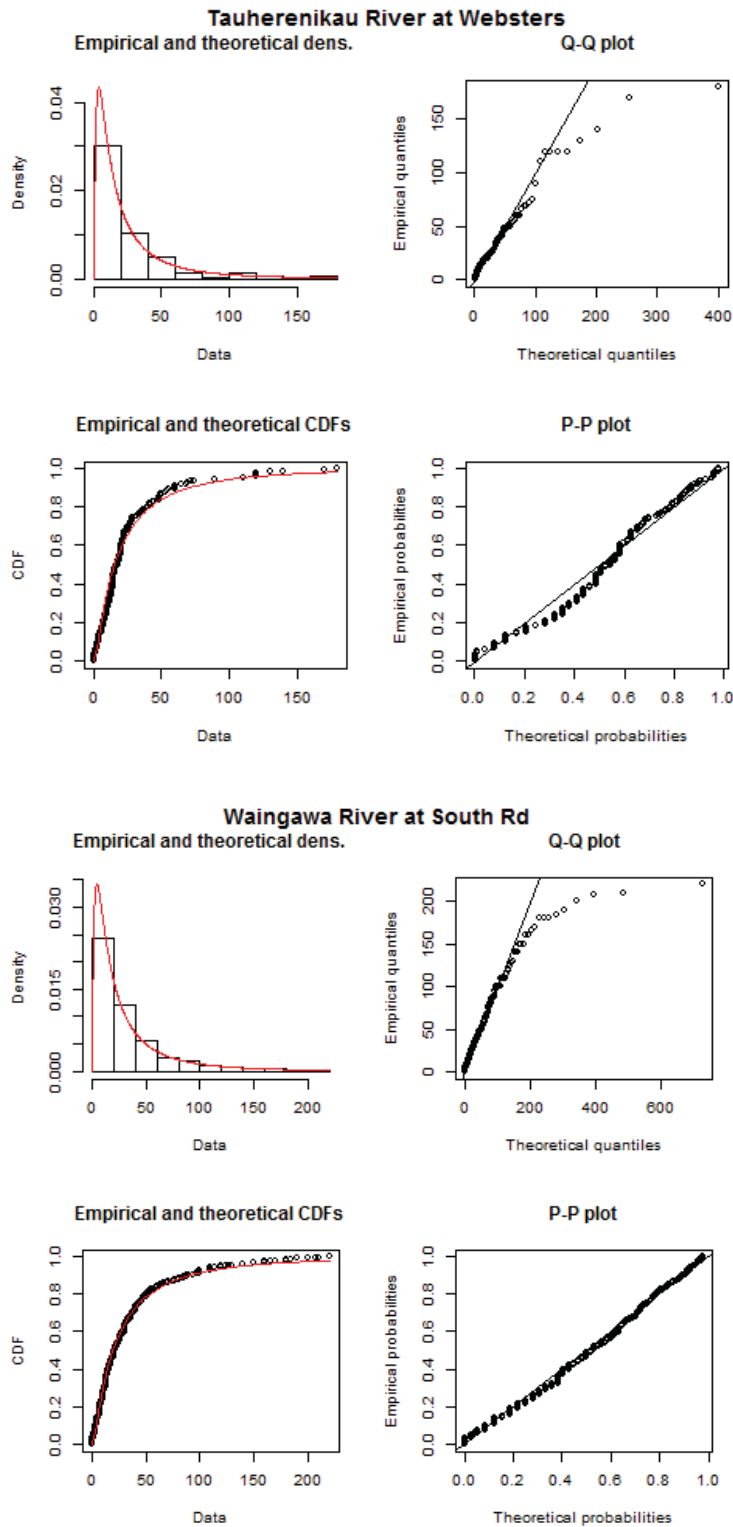 Tauherenikau River at Websters
Empirical and theoretical dens.
Q-Q plot
Density
0.00 0.02 0.04
0 50 100 150
Data
Empirical quantiles
0 50 100 150
0 100 200 300 400
Theoretical quantiles
Empirical and theoretical CDFs
P-P plot
CDF
0.0 0.2 0.4 0.6 0.8 1.0
0 50 100 150
Data
Empirical probabilities
0.0 0.2 0.4 0.6 0.8 1.0
0.0 0.2 0.4 0.6 0.8 1.0
Theoretical probabilities
Waingawa River at South Rd
Empirical and theoretical dens.
Q-Q plot
Density
0.000 0.015 0.030
0 50 100 150 200
Data
Empirical quantiles
0 50 100 150 200
0 200 400 600
Theoretical quantiles
Empirical and theoretical CDFs
P-P plot
CDF
0.0 0.2 0.4 0.6 0.8 1.0
0 50 100 150 200
Data
Empirical probabilities
0.0 0.2 0.4 0.6 0.8 1.0
0.0 0.2 0.4 0.6 0.8 1.0
Theoretical probabilities